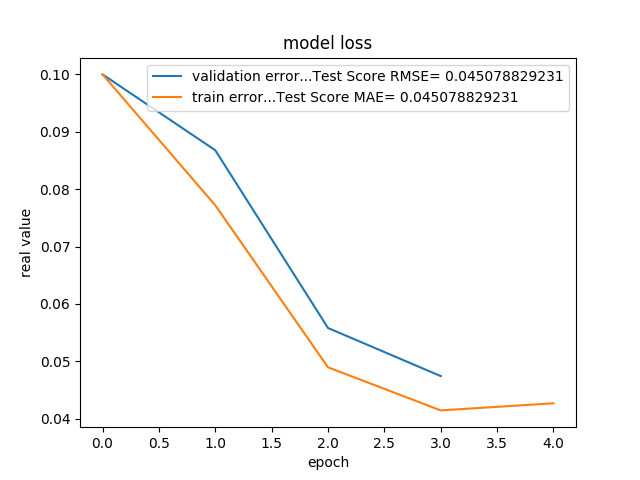 model loss
validation error...Test Score RMSE= 0.045078829231
train error...Test Score MAE= 0.045078829231
real value
0.10
0.09
0.08
0.07
0.06
0.05
0.04
0.0 0.5 1.0 1.5 2.0 2.5 3.0 3.5 4.0
epoch